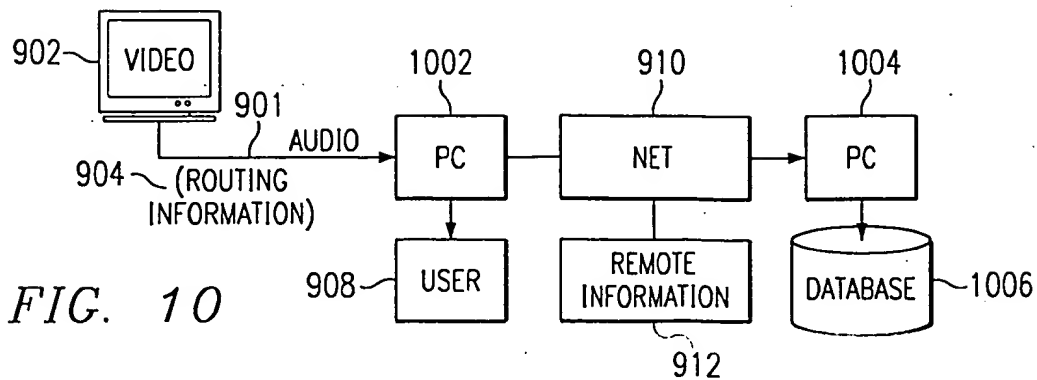 902
VIDEO
901
AUDIO
904
(ROUTING
INFORMATION)
1002
PC
910
NET
1004
PC
908
USER
REMOTE
INFORMATION
912
DATABASE
1006
FIG. 10